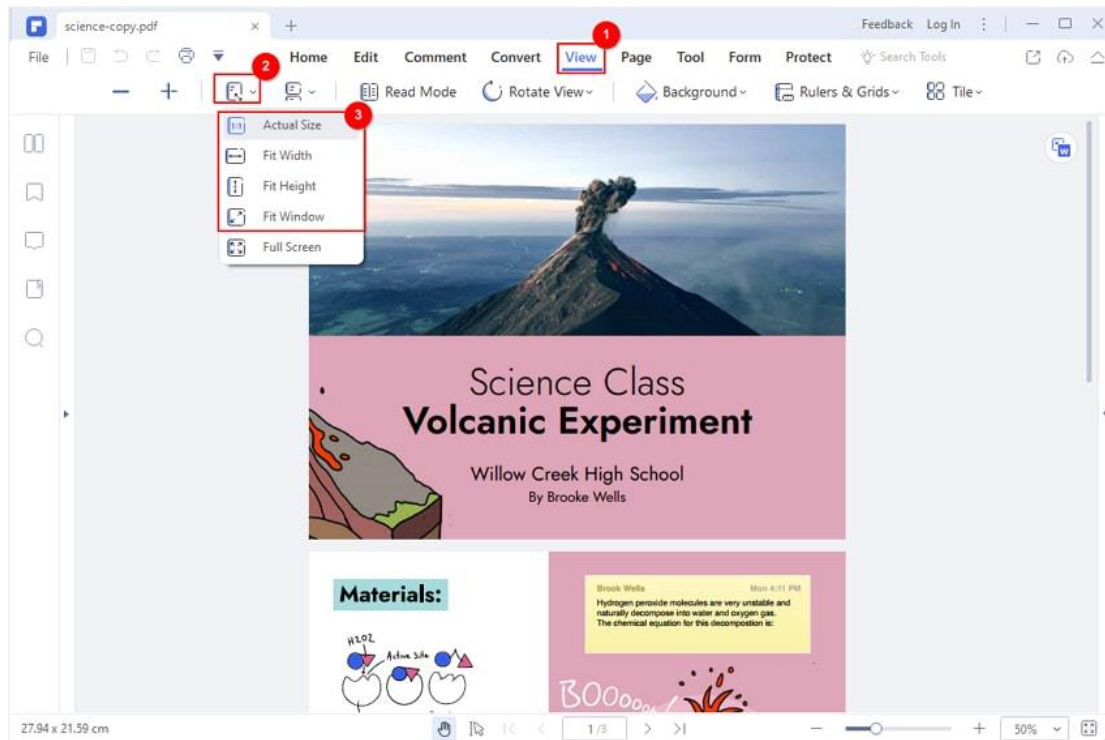 science-copy.pdf
Feedback Log In
1
File
Home Edit Comment Convert View Page Tool Form Protect Search Tools
2
Read Mode Rotate View Background Rulers & Grids Tile
3
1:1 Actual Size
Fit Width
Fit Height
Fit Window
Full Screen
W
Science Class
Volcanic Experiment
Willow Creek High School
By Brooke Wells
Materials:
H2O2
Active Site
Brook Wells Mon 4:11 PM
Hydrogen peroxide molecules are very unstable and
naturally decompose into water and oxygen gas.
The chemical equation for this decompostion is:
BOOooo
27.94 x 21.59 cm
1 /3
50%